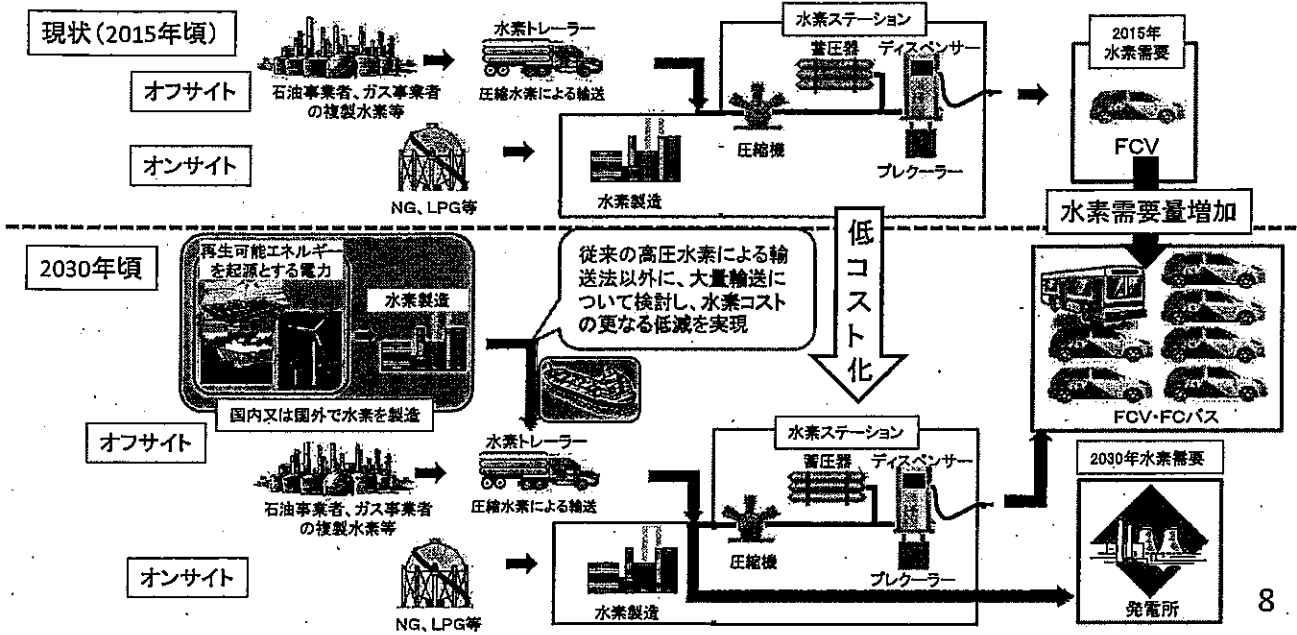 現状(2015年頃)
オフサイト
石油事業者、ガス事業者
の複製水素等
水素トレーラー
圧縮水素による輸送
オンサイト
NG、LPG等
水素製造
水素ステーション
蓄圧器
ディスペンサー
圧縮機
プレクーラー
2015年
水素需要
FCV
水素需要量増加
低コスト化
2030年頃
再生可能エネルギー
を起源とする電力
水素製造
国内又は国外で水素を製造
従来の高圧水素による輸
送法以外に、大量輸送に
ついて検討し、水素コスト
の更なる低減を実現
オフサイト
石油事業者、ガス事業者
の複製水素等
水素トレーラー
圧縮水素による輸送
オンサイト
NG、LPG等
水素製造
水素ステーション
蓄圧器
ディスペンサー
圧縮機
プレクーラー
FCV・FCバス
2030年水素需要
発電所
8